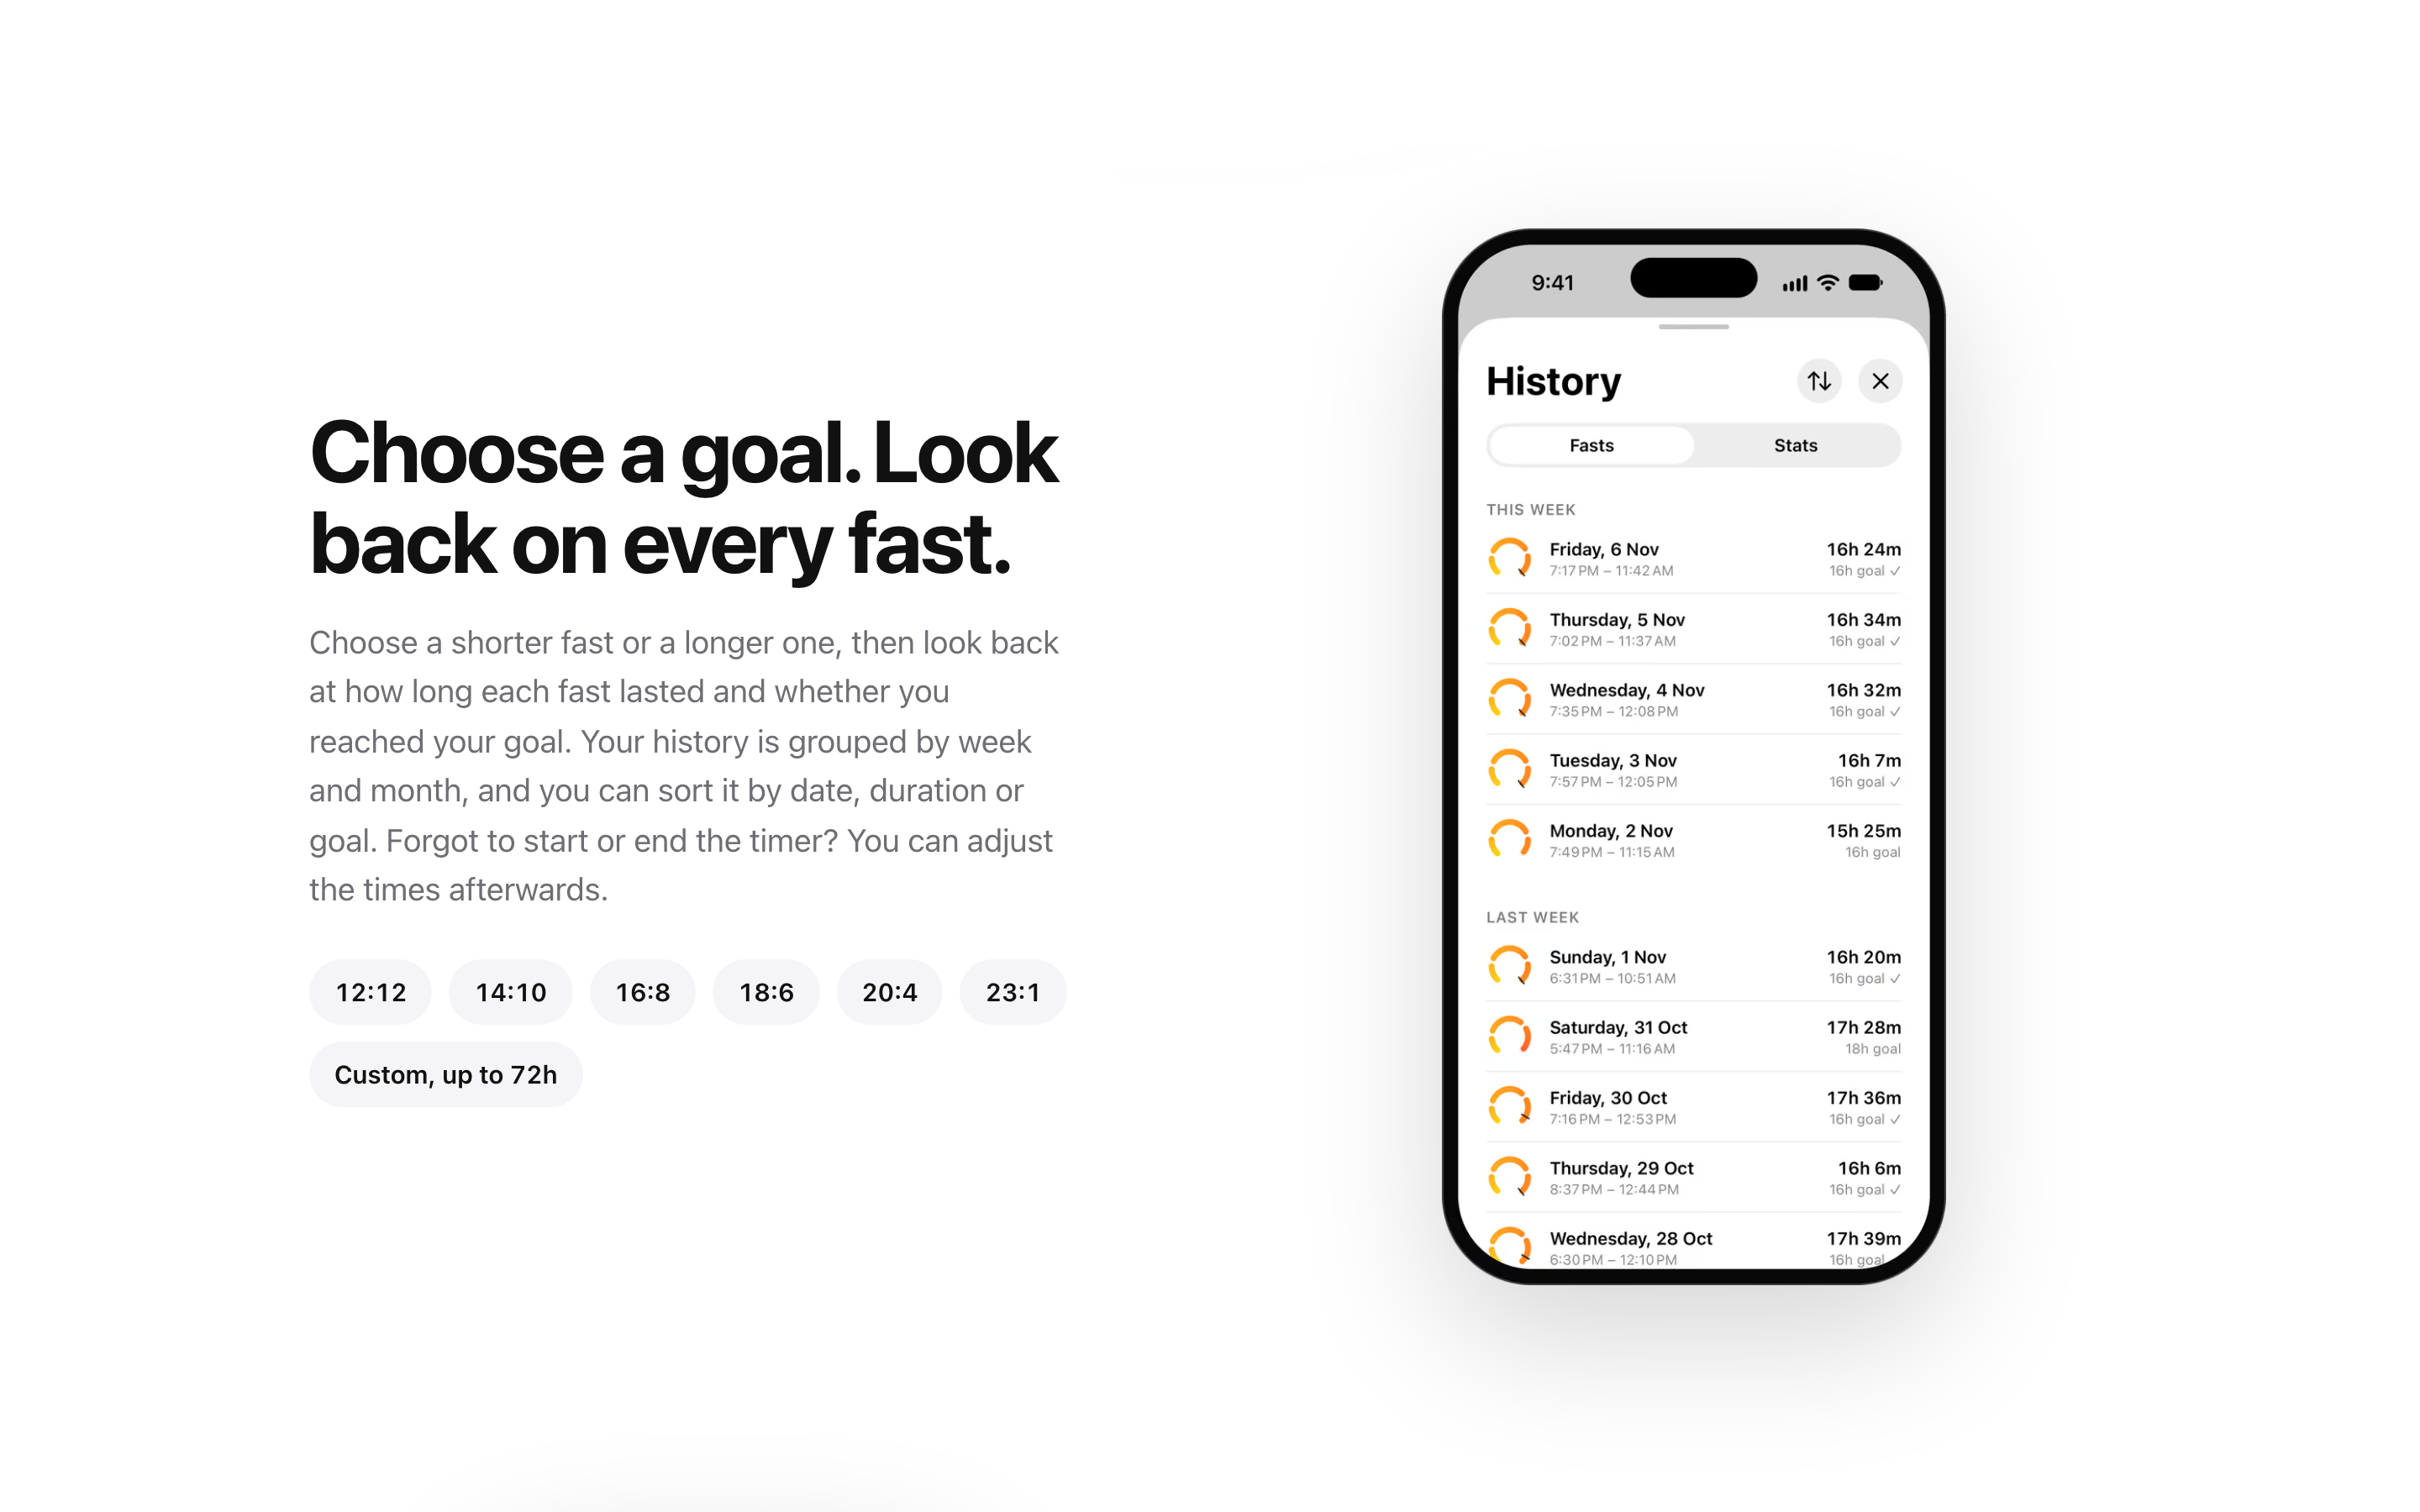 Choose a goal. Look
back on every fast.
Choose a shorter fast or a longer one, then look back
at how long each fast lasted and whether you
reached your goal. Your history is grouped by week
and month, and you can sort it by date, duration or
goal. Forgot to start or end the timer? You can adjust
the times afterwards.
12:12 14:10 16:8 18:6 20:4 23:1
Custom, up to 72h
9:41
History
Fasts Stats
THIS WEEK
Friday, 6 Nov 16h 24m
7:17 PM – 11:42 AM 16h goal ✓
Thursday, 5 Nov 16h 34m
7:02 PM – 11:37 AM 16h goal ✓
Wednesday, 4 Nov 16h 32m
7:35 PM – 12:08 PM 16h goal ✓
Tuesday, 3 Nov 16h 7m
7:57 PM – 12:05 PM 16h goal ✓
Monday, 2 Nov 15h 25m
7:49 PM – 11:15 AM 16h goal
LAST WEEK
Sunday, 1 Nov 16h 20m
6:31 PM – 10:51 AM 16h goal ✓
Saturday, 31 Oct 17h 28m
5:47 PM – 11:16 AM 18h goal
Friday, 30 Oct 17h 36m
7:16 PM – 12:53 PM 16h goal ✓
Thursday, 29 Oct 16h 6m
8:37 PM – 12:44 PM 16h goal ✓
Wednesday, 28 Oct 17h 39m
6:30 PM – 12:10 PM 16h goal